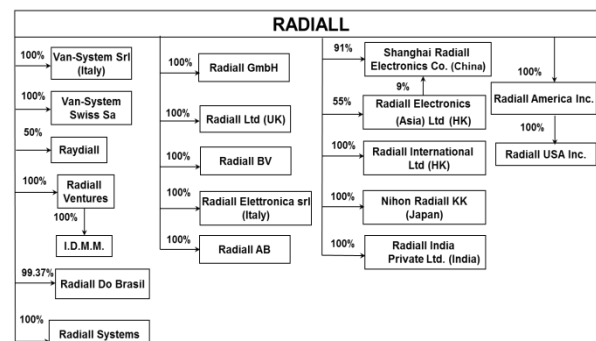 RADIALL
100%
Van-System Srl
(Italy)
100%
Van-System
Swiss Sa
50%
Raydiall
100%
Radiall
Ventures
100%
I.D.M.M.
99.37%
Radiall Do Brasil
100%
Radiall Systems
100%
Radiall GmbH
100%
Radiall Ltd (UK)
100%
Radiall BV
100%
Radiall Elettronica srl
(Italy)
100%
Radiall AB
91%
Shanghai Radiall
Electronics Co. (China)
9%
55%
Radiall Electronics
(Asia) Ltd (HK)
100%
Radiall International
Ltd (HK)
100%
Nihon Radiall KK
(Japan)
100%
Radiall India
Private Ltd. (India)
100%
Radiall America Inc.
100%
Radiall USA Inc.